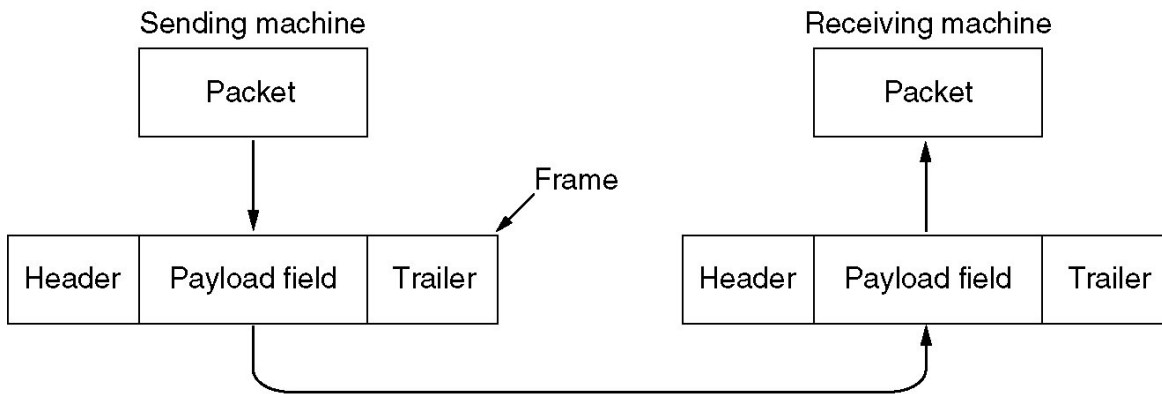 Sending machine
Receiving machine
Packet
Packet
Frame
Header
Payload field
Trailer
Header
Payload field
Trailer